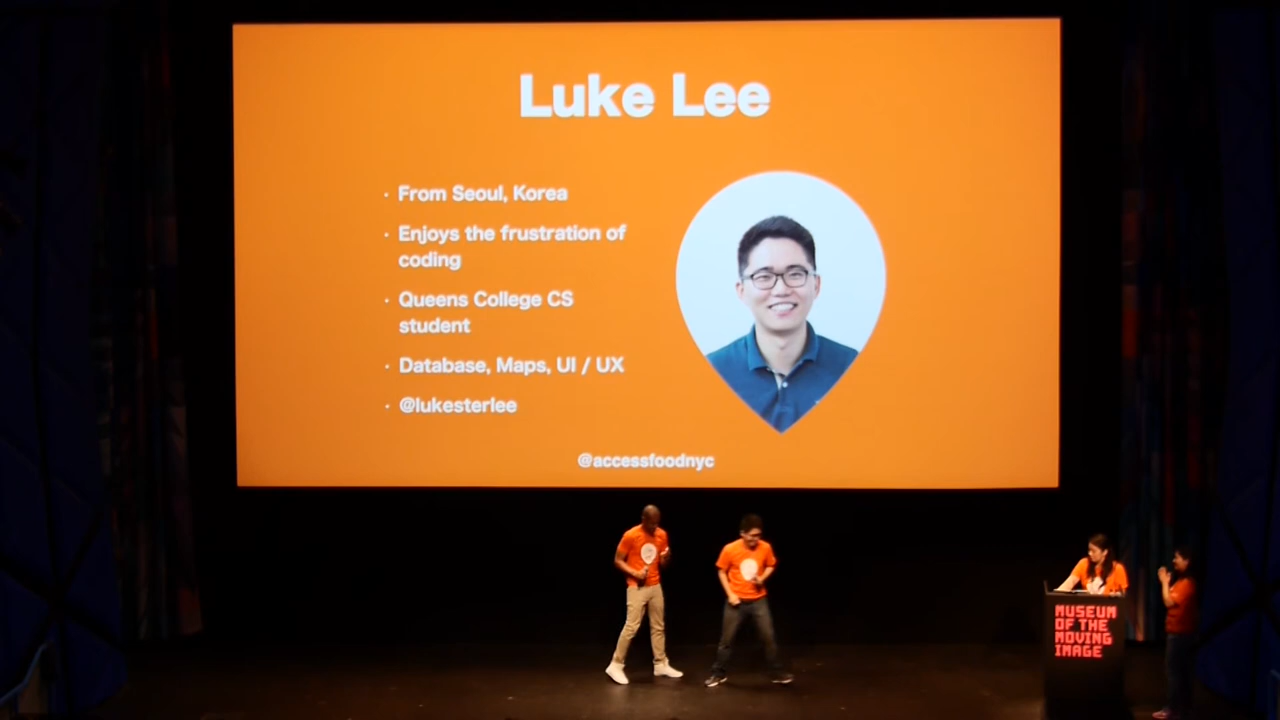 Luke Lee
· From Seoul, Korea
· Enjoys the frustration of
coding
· Queens College CS
student
· Database, Maps, UI / UX
· @lukesterlee
@accessfoodnyc
MUSEUM
OF THE
MOVING
IMAGE